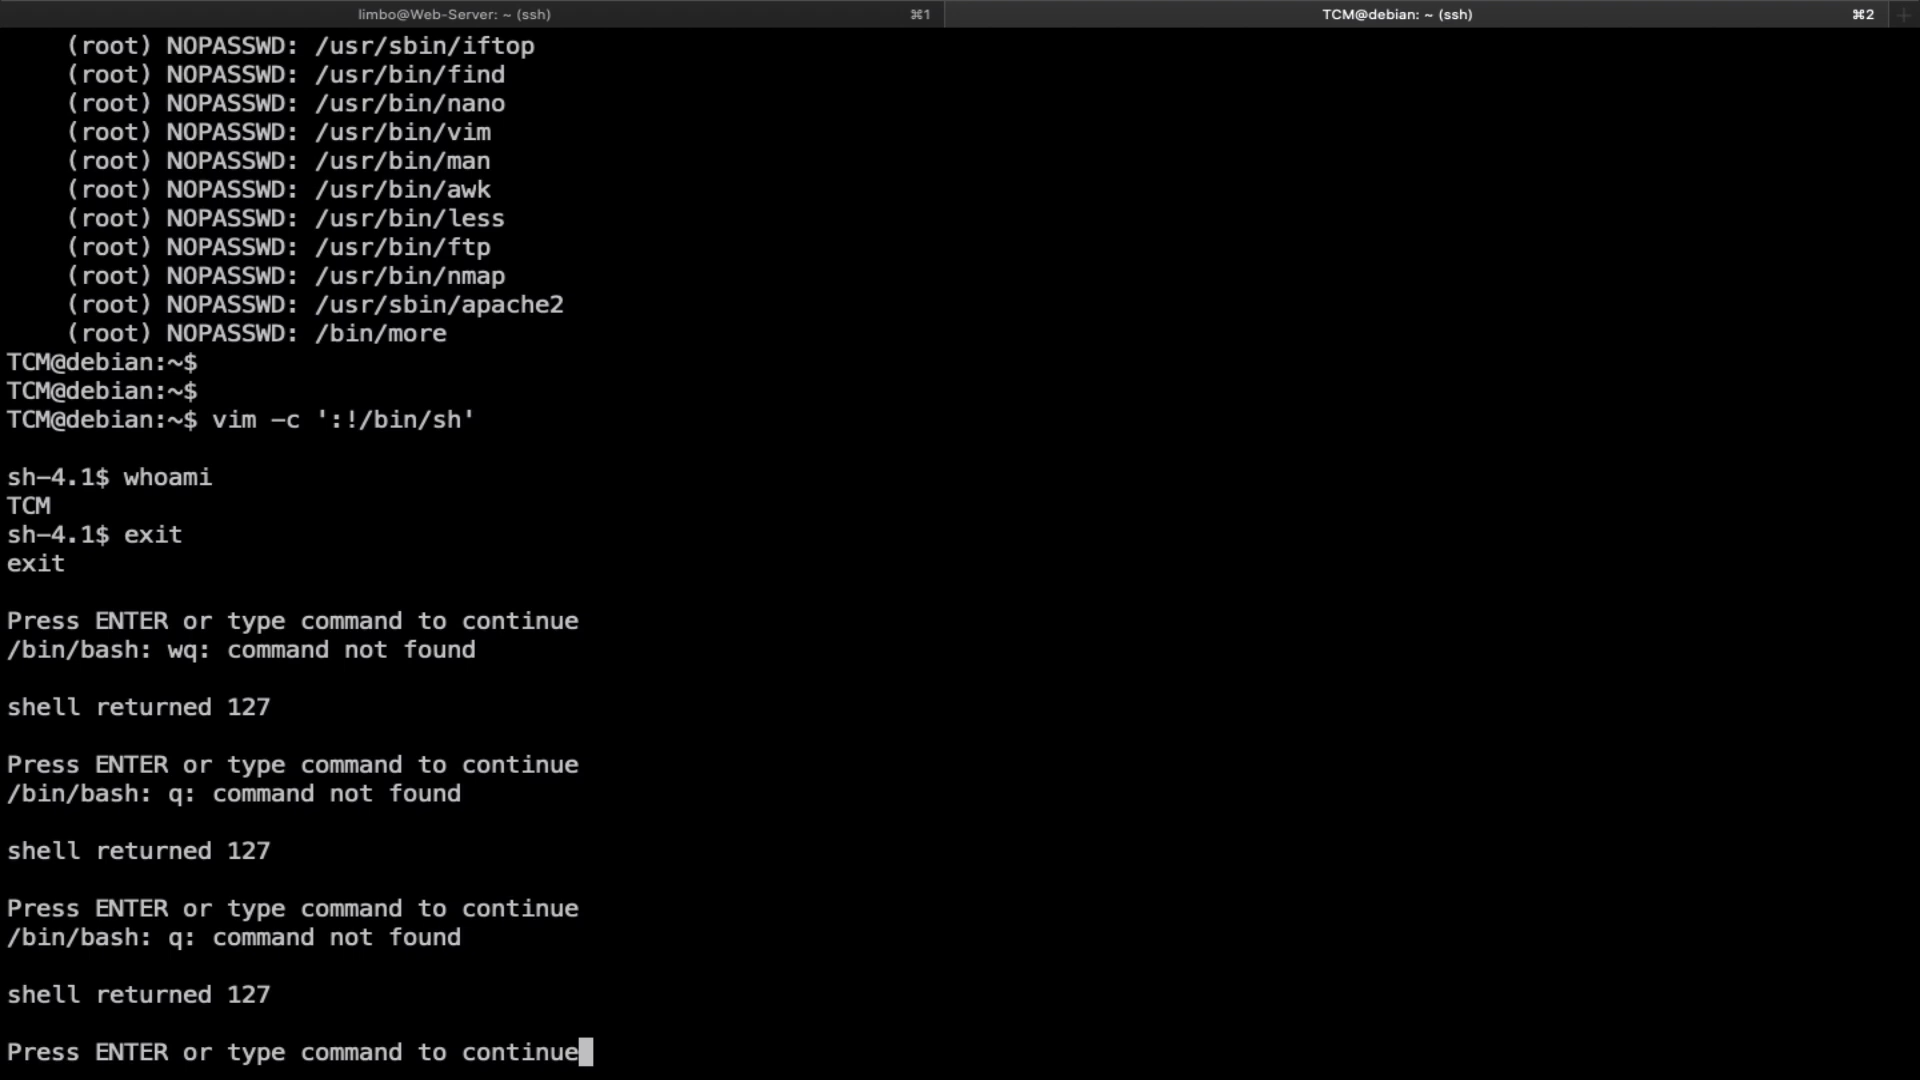 limbo@Web-Server: ~ (ssh) ⌘1 TCM@debian: ~ (ssh) ⌘2 +
(root) NOPASSWD: /usr/sbin/iftop
(root) NOPASSWD: /usr/bin/find
(root) NOPASSWD: /usr/bin/nano
(root) NOPASSWD: /usr/bin/vim
(root) NOPASSWD: /usr/bin/man
(root) NOPASSWD: /usr/bin/awk
(root) NOPASSWD: /usr/bin/less
(root) NOPASSWD: /usr/bin/ftp
(root) NOPASSWD: /usr/bin/nmap
(root) NOPASSWD: /usr/sbin/apache2
(root) NOPASSWD: /bin/more
TCM@debian:~$
TCM@debian:~$
TCM@debian:~$ vim -c ':!/bin/sh'
sh-4.1$ whoami
TCM
sh-4.1$ exit
exit
Press ENTER or type command to continue
/bin/bash: wq: command not found
shell returned 127
Press ENTER or type command to continue
/bin/bash: q: command not found
shell returned 127
Press ENTER or type command to continue
/bin/bash: q: command not found
shell returned 127
Press ENTER or type command to continue